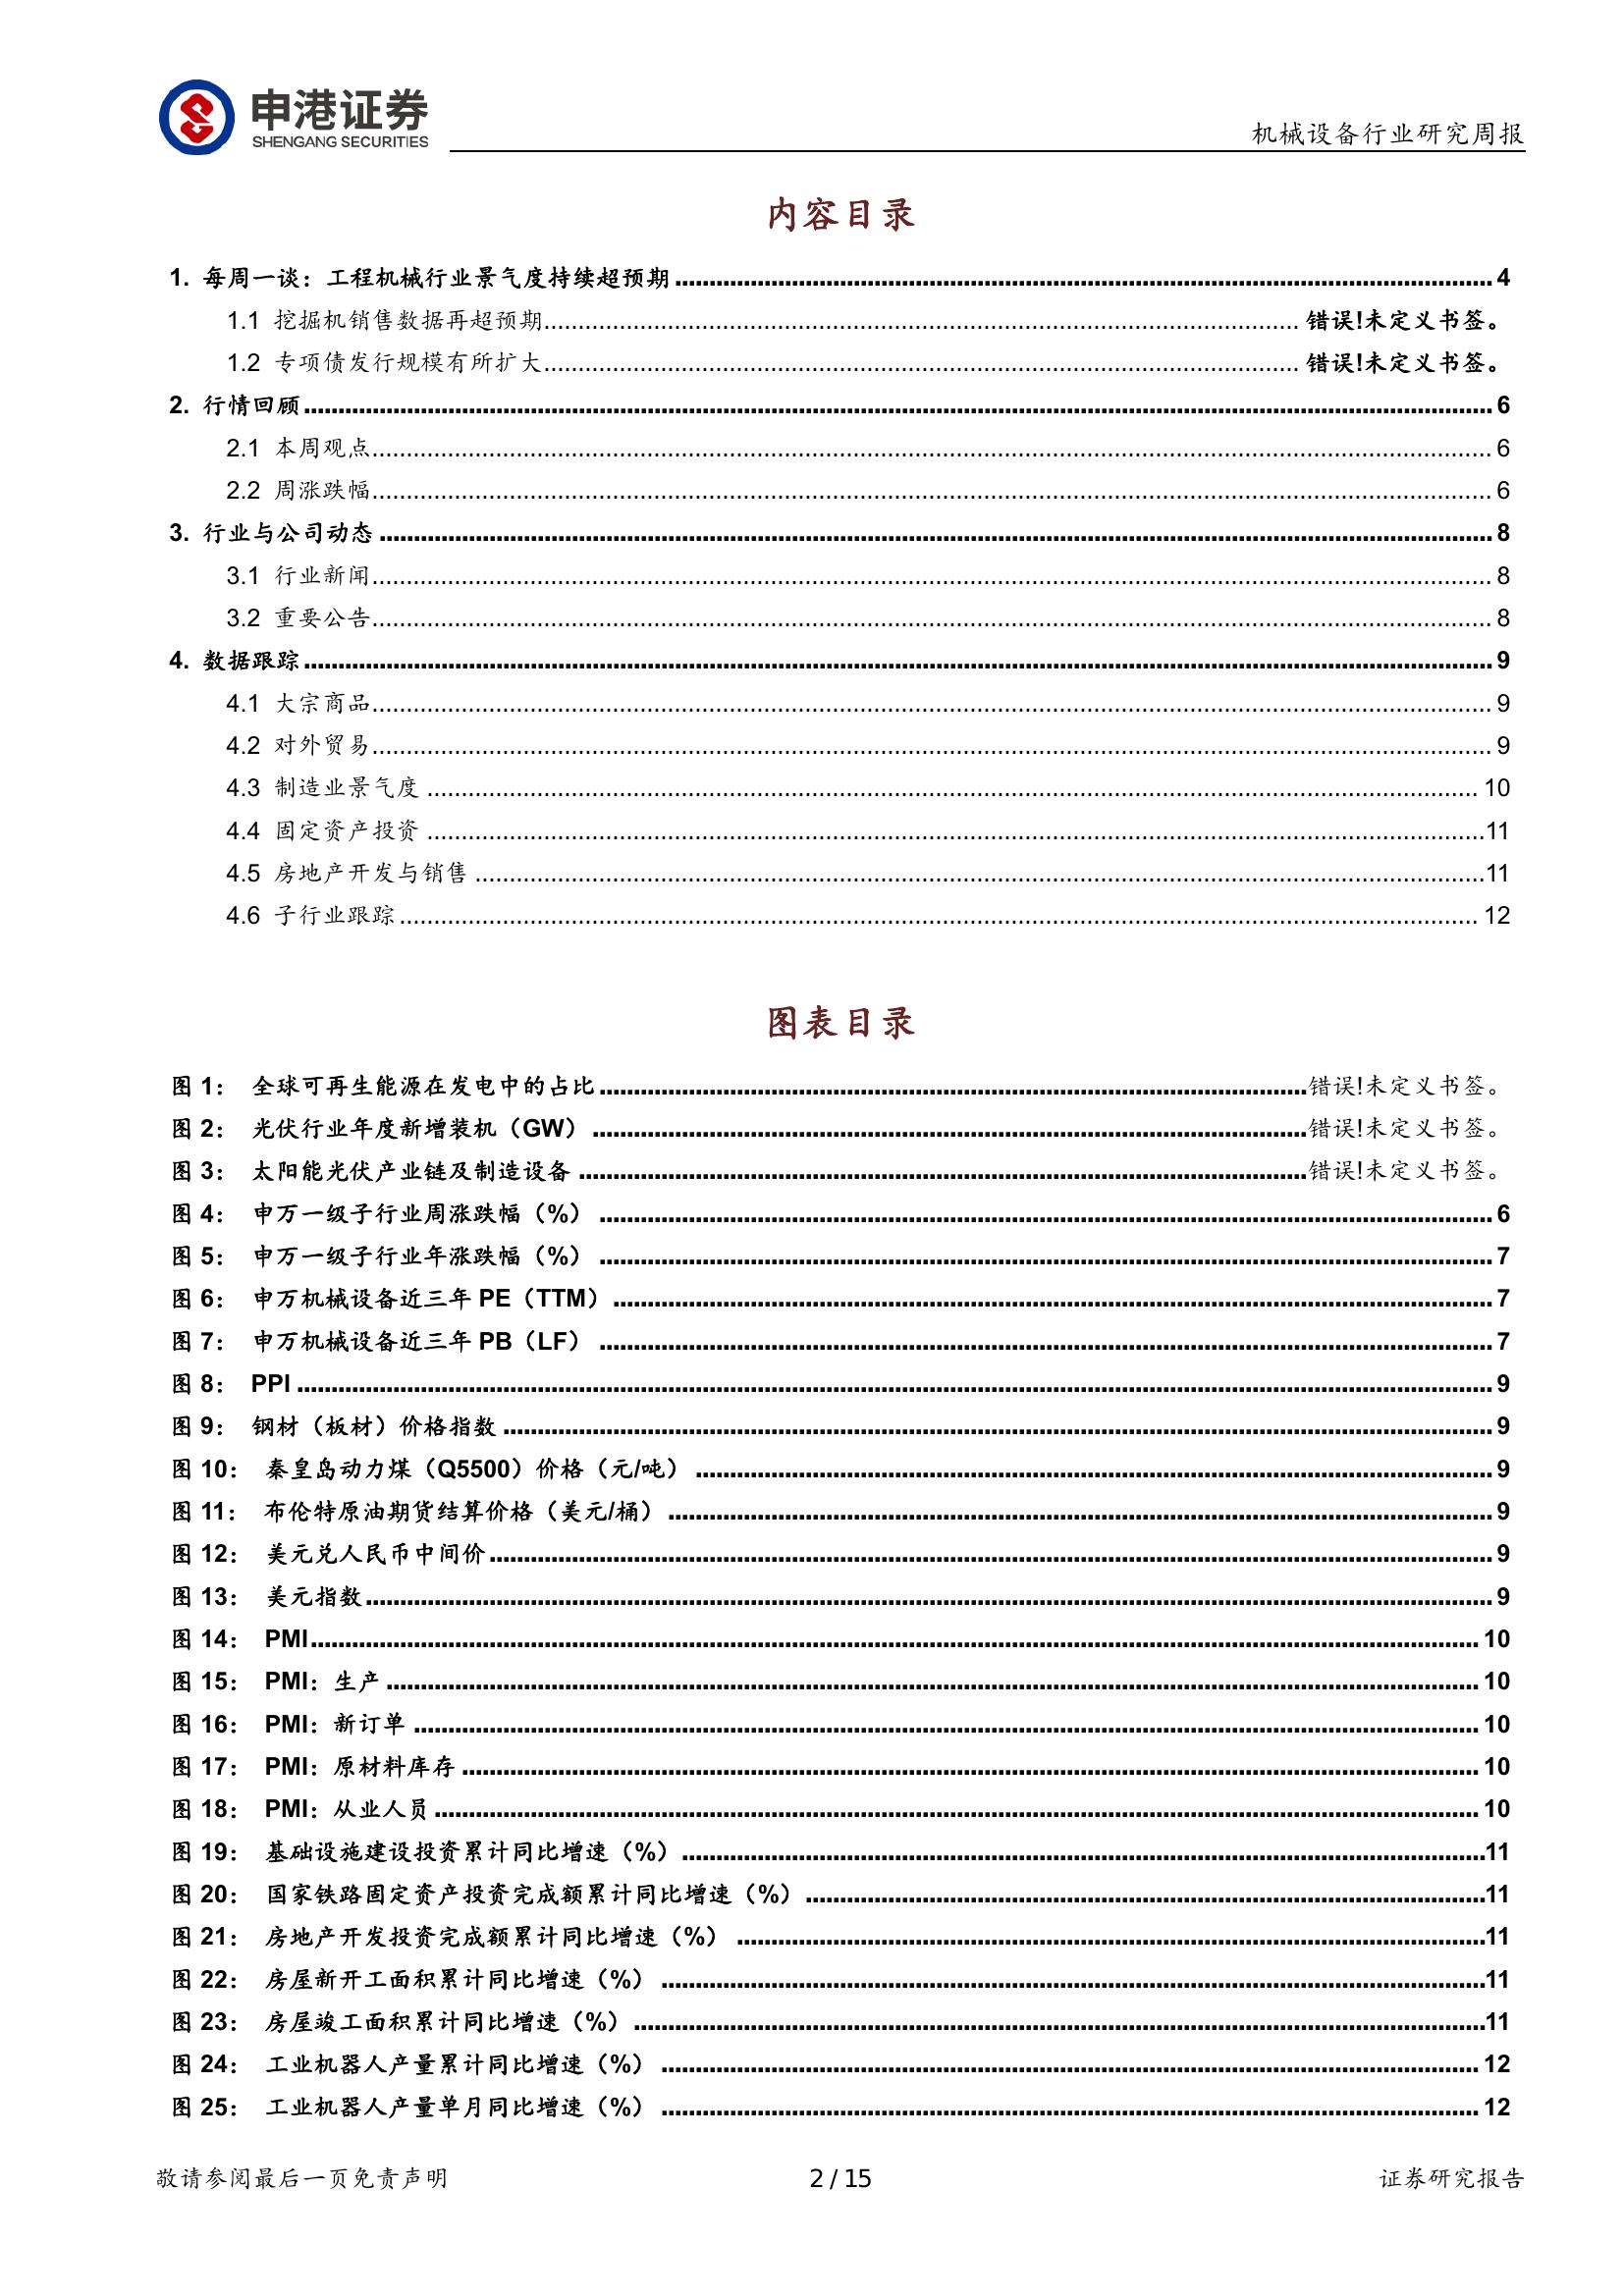 申港证券
SHENGANG SECURITIES
机械设备行业研究周报
内容目录
1. 每周一谈：工程机械行业景气度持续超预期 4
1.1 挖掘机销售数据再超预期 错误!未定义书签。
1.2 专项债发行规模有所扩大 错误!未定义书签。
2. 行情回顾 6
2.1 本周观点 6
2.2 周涨跌幅 6
3. 行业与公司动态 8
3.1 行业新闻 8
3.2 重要公告 8
4. 数据跟踪 9
4.1 大宗商品 9
4.2 对外贸易 9
4.3 制造业景气度 10
4.4 固定资产投资 11
4.5 房地产开发与销售 11
4.6 子行业跟踪 12
图表目录
图 1： 全球可再生能源在发电中的占比 错误!未定义书签。
图 2： 光伏行业年度新增装机（GW） 错误!未定义书签。
图 3： 太阳能光伏产业链及制造设备 错误!未定义书签。
图 4： 申万一级子行业周涨跌幅（%） 6
图 5： 申万一级子行业年涨跌幅（%） 7
图 6： 申万机械设备近三年 PE（TTM） 7
图 7： 申万机械设备近三年 PB（LF） 7
图 8： PPI 9
图 9： 钢材（板材）价格指数 9
图 10： 秦皇岛动力煤（Q5500）价格（元/吨） 9
图 11： 布伦特原油期货结算价格（美元/桶） 9
图 12： 美元兑人民币中间价 9
图 13： 美元指数 9
图 14： PMI 10
图 15： PMI：生产 10
图 16： PMI：新订单 10
图 17： PMI：原材料库存 10
图 18： PMI：从业人员 10
图 19： 基础设施建设投资累计同比增速（%） 11
图 20： 国家铁路固定资产投资完成额累计同比增速（%） 11
图 21： 房地产开发投资完成额累计同比增速（%） 11
图 22： 房屋新开工面积累计同比增速（%） 11
图 23： 房屋竣工面积累计同比增速（%） 11
图 24： 工业机器人产量累计同比增速（%） 12
图 25： 工业机器人产量单月同比增速（%） 12
敬请参阅最后一页免责声明 2 / 15 证券研究报告